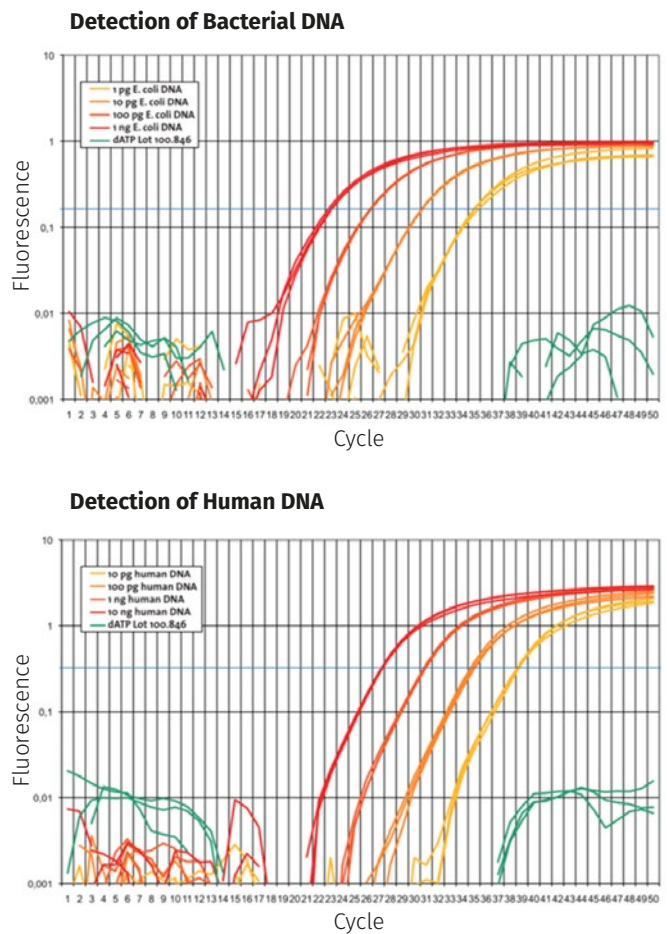 Detection of Bacterial DNA
10
1 pg E. coli DNA
10 pg E. coli DNA
100 pg E. coli DNA
1 ng E. coli DNA
dATP Lot 100.846
1
0,1
0,01
0,001
Fluorescence
1 2 3 4 5 6 7 8 9 10 11 12 13 14 15 16 17 18 19 20 21 22 23 24 25 26 27 28 29 30 31 32 33 34 35 36 37 38 39 40 41 42 43 44 45 46 47 48 49 50
Cycle
Detection of Human DNA
10
10 pg human DNA
100 pg human DNA
1 ng human DNA
10 ng human DNA
dATP Lot 100.846
1
0,1
0,01
0,001
Fluorescence
1 2 3 4 5 6 7 8 9 10 11 12 13 14 15 16 17 18 19 20 21 22 23 24 25 26 27 28 29 30 31 32 33 34 35 36 37 38 39 40 41 42 43 44 45 46 47 48 49 50
Cycle